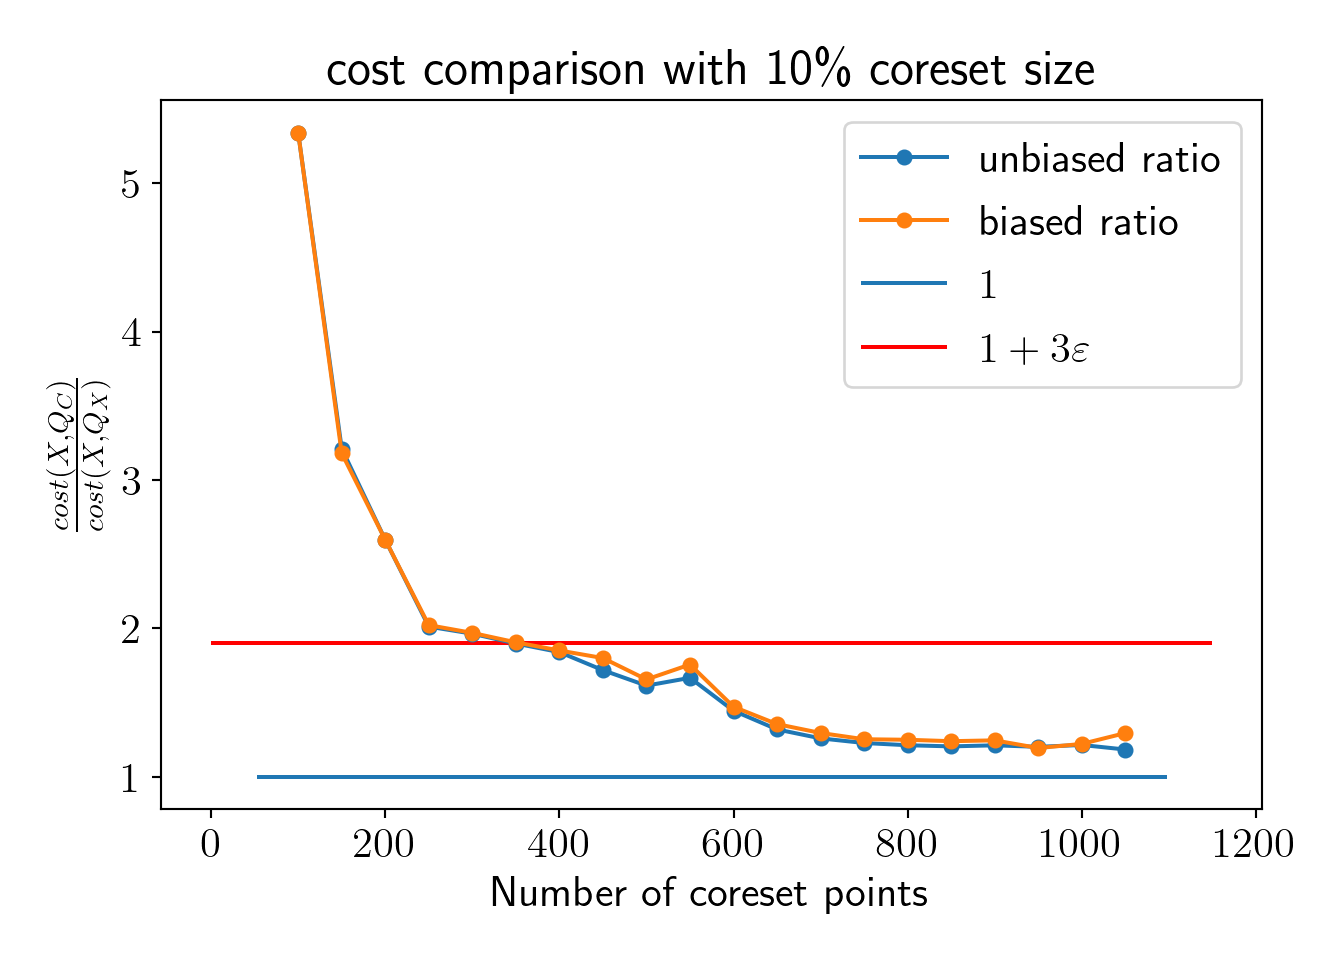 cost comparison with 10% coreset size
unbiased ratio
biased ratio
1
1 + 3ε
5
4
3
2
1
cost(X,Q_C)
cost(X,Q_X)
0 200 400 600 800 1000 1200
Number of coreset points